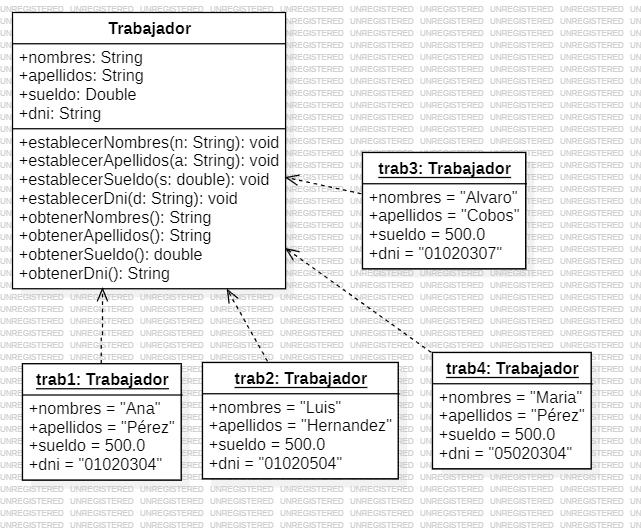 Trabajador
+nombres: String
+apellidos: String
+sueldo: Double
+dni: String
+establecerNombres(n: String): void
+establecerApellidos(a: String): void
+establecerSueldo(s: double): void
+establecerDni(d: String): void
+obtenerNombres(): String
+obtenerApellidos(): String
+obtenerSueldo(): double
+obtenerDni(): String
trab3: Trabajador
+nombres = "Alvaro"
+apellidos = "Cobos"
+sueldo = 500.0
+dni = "01020307"
trab1: Trabajador
+nombres = "Ana"
+apellidos = "Pérez"
+sueldo = 500.0
+dni = "01020304"
trab2: Trabajador
+nombres = "Luis"
+apellidos = "Hernandez"
+sueldo = 500.0
+dni = "01020504"
trab4: Trabajador
+nombres = "Maria"
+apellidos = "Pérez"
+sueldo = 500.0
+dni = "05020304"
UNREGISTERED